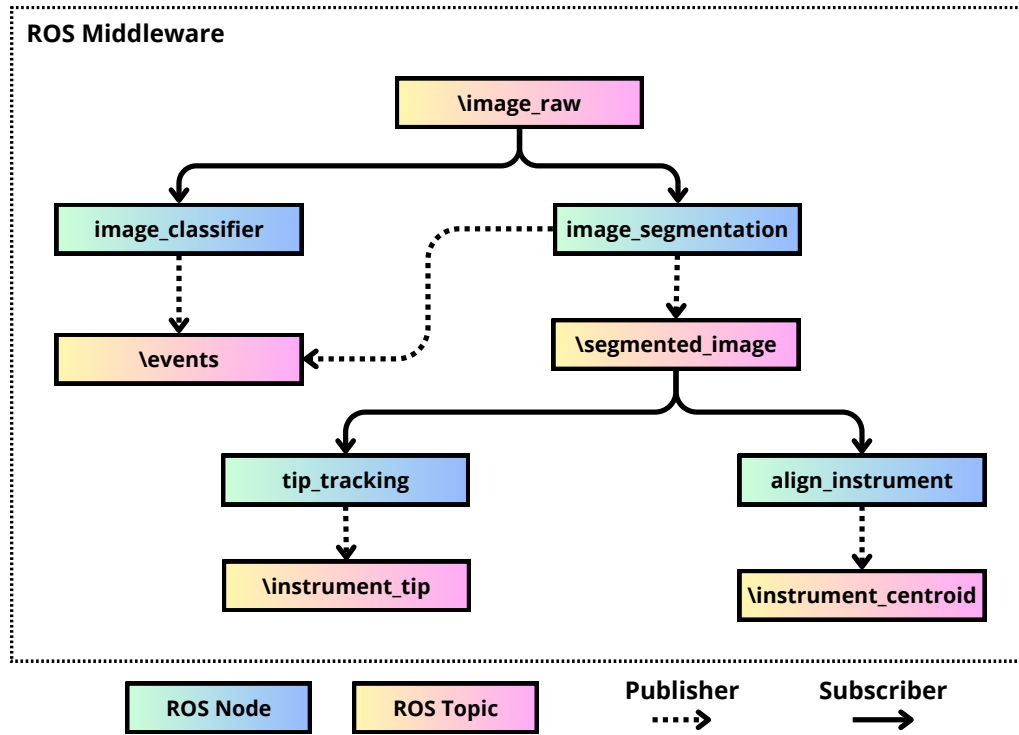 ROS Middleware
\image_raw
image_classifier
image_segmentation
\events
\segmented_image
tip_tracking
align_instrument
\instrument_tip
\instrument_centroid
ROS Node
ROS Topic
Publisher
Subscriber